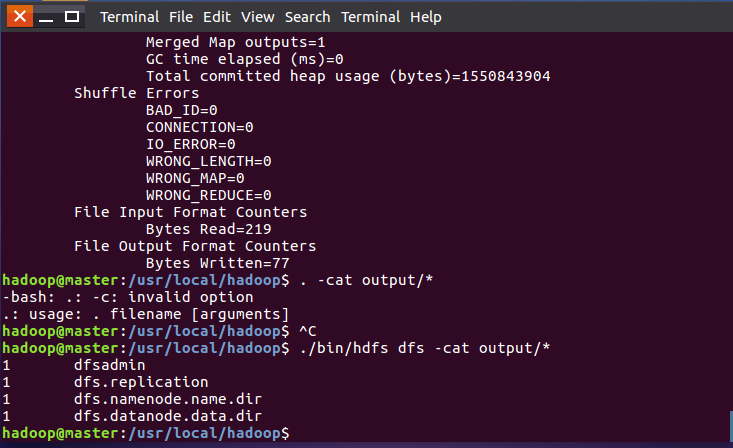 Terminal File Edit View Search Terminal Help
Merged Map outputs=1
GC time elapsed (ms)=0
Total committed heap usage (bytes)=1550843904
Shuffle Errors
BAD_ID=0
CONNECTION=0
IO_ERROR=0
WRONG_LENGTH=0
WRONG_MAP=0
WRONG_REDUCE=0
File Input Format Counters
Bytes Read=219
File Output Format Counters
Bytes Written=77
hadoop@master:/usr/local/hadoop$ . -cat output/*
-bash: .: -c: invalid option
.: usage: . filename [arguments]
hadoop@master:/usr/local/hadoop$ ^C
hadoop@master:/usr/local/hadoop$ ./bin/hdfs dfs -cat output/*
1 dfsadmin
1 dfs.replication
1 dfs.namenode.name.dir
1 dfs.datanode.data.dir
hadoop@master:/usr/local/hadoop$